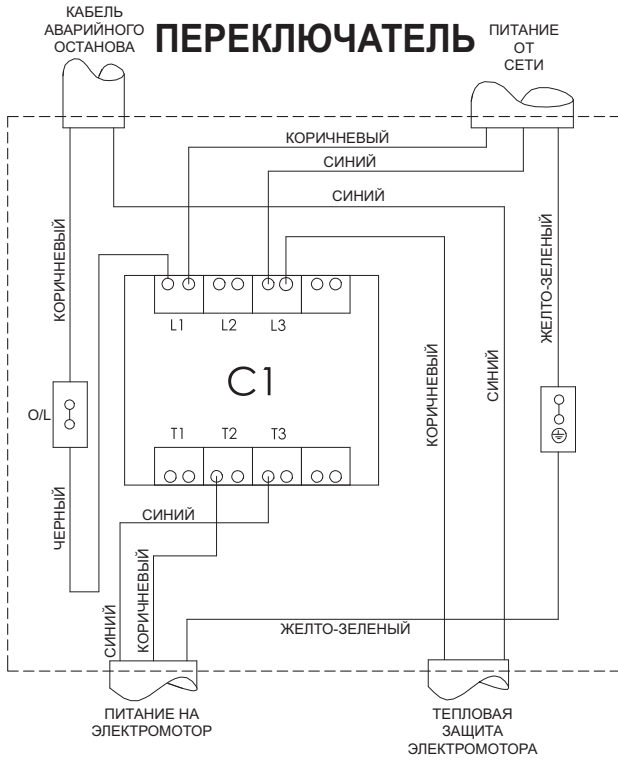 КАБЕЛЬ
АВАРИЙНОГО
ОСТАНОВА
ПЕРЕКЛЮЧАТЕЛЬ
ПИТАНИЕ
ОТ
СЕТИ
КОРИЧНЕВЫЙ
СИНИЙ
СИНИЙ
КОРИЧНЕВЫЙ
ЖЕЛТО-ЗЕЛЕНЫЙ
L1
L2
L3
C1
КОРИЧНЕВЫЙ
СИНИЙ
O/L
T1
T2
T3
ЧЕРНЫЙ
СИНИЙ
СИНИЙ
КОРИЧНЕВЫЙ
ЖЕЛТО-ЗЕЛЕНЫЙ
ПИТАНИЕ НА
ЭЛЕКТРОМОТОР
ТЕПЛОВАЯ
ЗАЩИТА
ЭЛЕКТРОМОТОРА